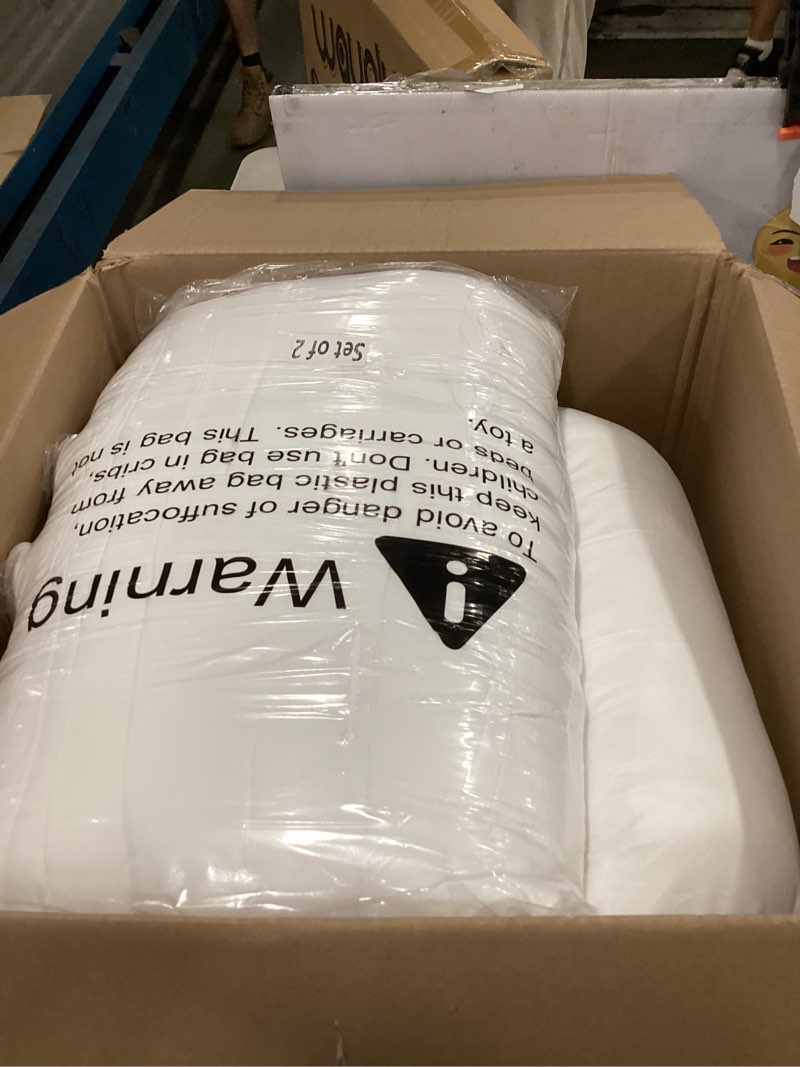 Warning
To avoid danger of suffocation,
keep this plastic bag away from
children. Don't use bag in cribs,
beds or carriages. This bag is not
a toy.
Set of 2